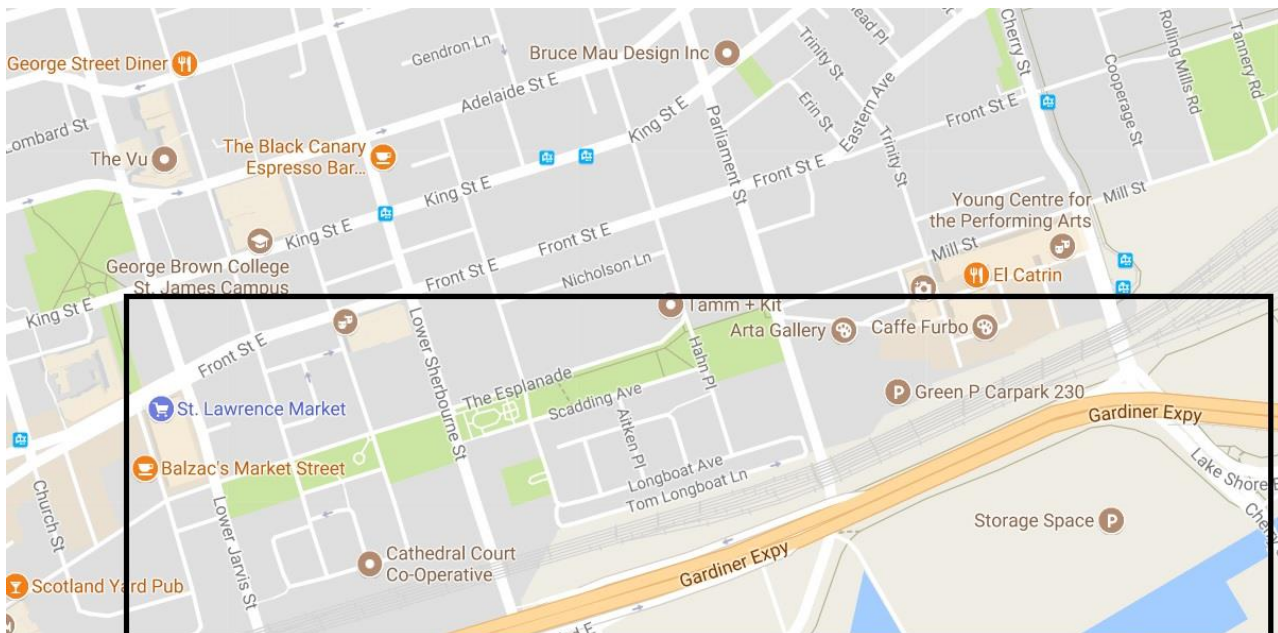 George Street Diner
Gendron Ln
Bruce Mau Design Inc
Trinity St
Cherry St
Rolling Mills Rd
Tannery Rd
Lombard St
Adelaide St E
King St E
Parliament St
Erin St
Eastern Ave
Front St E
Cooperage St
The Vu
The Black Canary
Espresso Bar...
King St E
Front St E
Trinity St
Young Centre for
the Performing Arts
Mill St
King St E
George Brown College
St. James Campus
Front St E
Front St E
Nicholson Ln
Mill St
El Catrin
King St E
Tamm + Kit
Arta Gallery
Caffe Furbo
Front St E
Lower Sherbourne St
Hahn Pl
The Esplanade
Scadding Ave
Green P Carpark 230
Gardiner Expy
St. Lawrence Market
Aitken Pl
Balzac's Market Street
Longboat Ave
Tom Longboat Ln
Lake Shore
Church St
Lower Jarvis St
Storage Space
P
Cathedral Court
Co-Operative
Gardiner Expy
Scotland Yard Pub